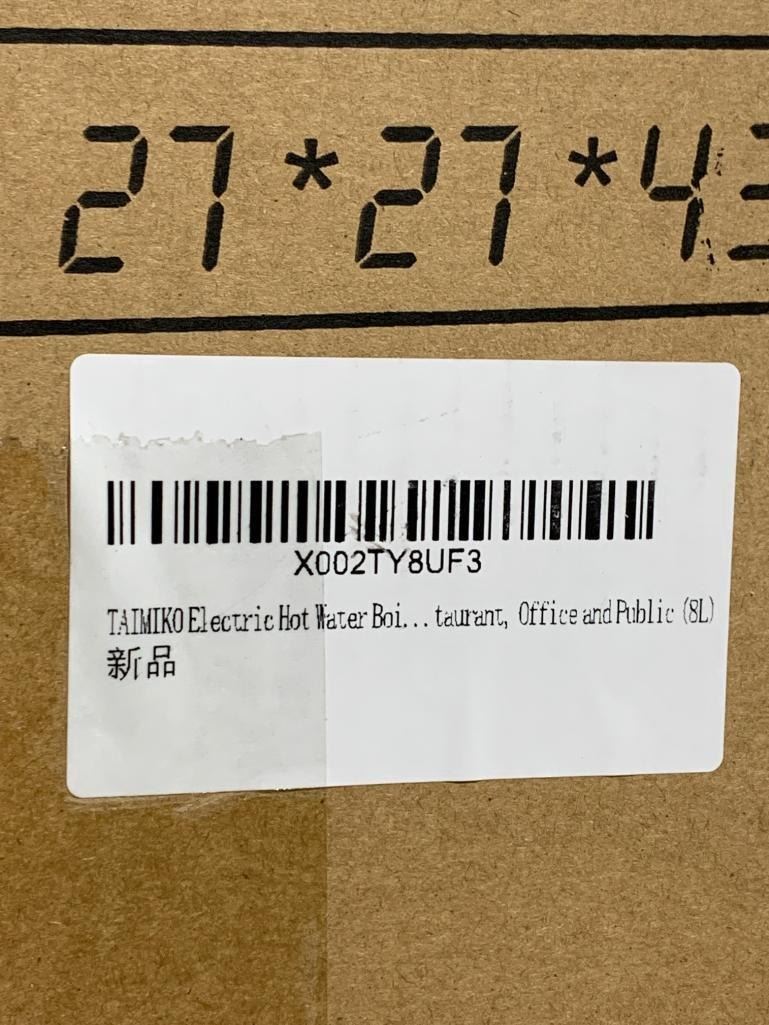 27*27*43
X002TY8UF3
TAIMIKO Electric Hot Water Boi...taurant, Office and Public (8L)
新品